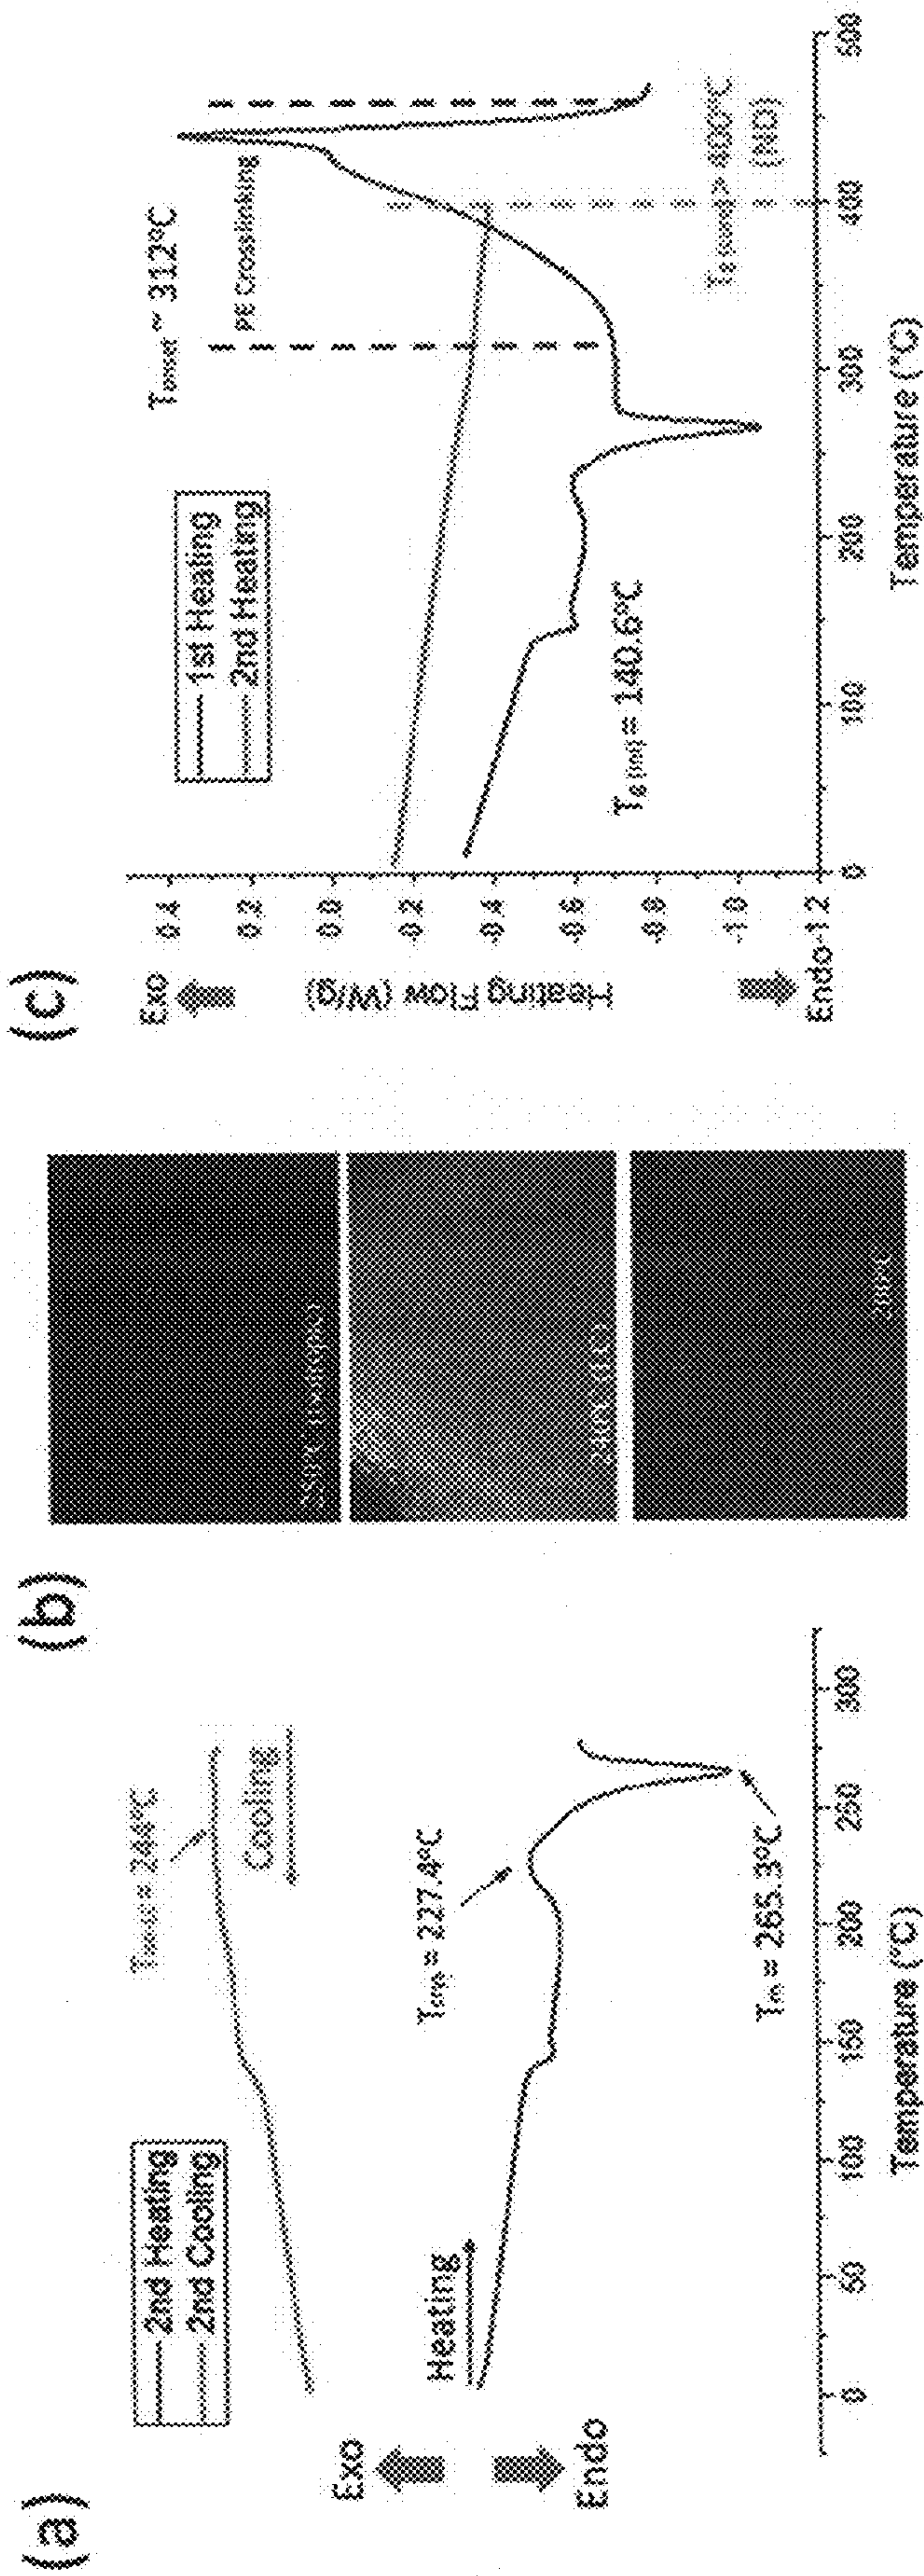 (a)
2nd Heating
2nd Cooling
= 244°C
Cooling
Exo
Endo
Heating
= 227.4°C
Tm = 265.3°C
0
50
100
150
200
250
300
Temperature (°C)
(b)
(c)
Exo
Endo
Heating Flow (W/g)
0.4
0.2
0.0
-0.2
-0.4
-0.6
-0.8
-1.0
-1.2
1st Heating
2nd Heating
Tonset ~ 312°C
PE Crosslinking
= 140.6°C
> 400°C
(ND)
0
100
200
300
400
500
Temperature (°C)